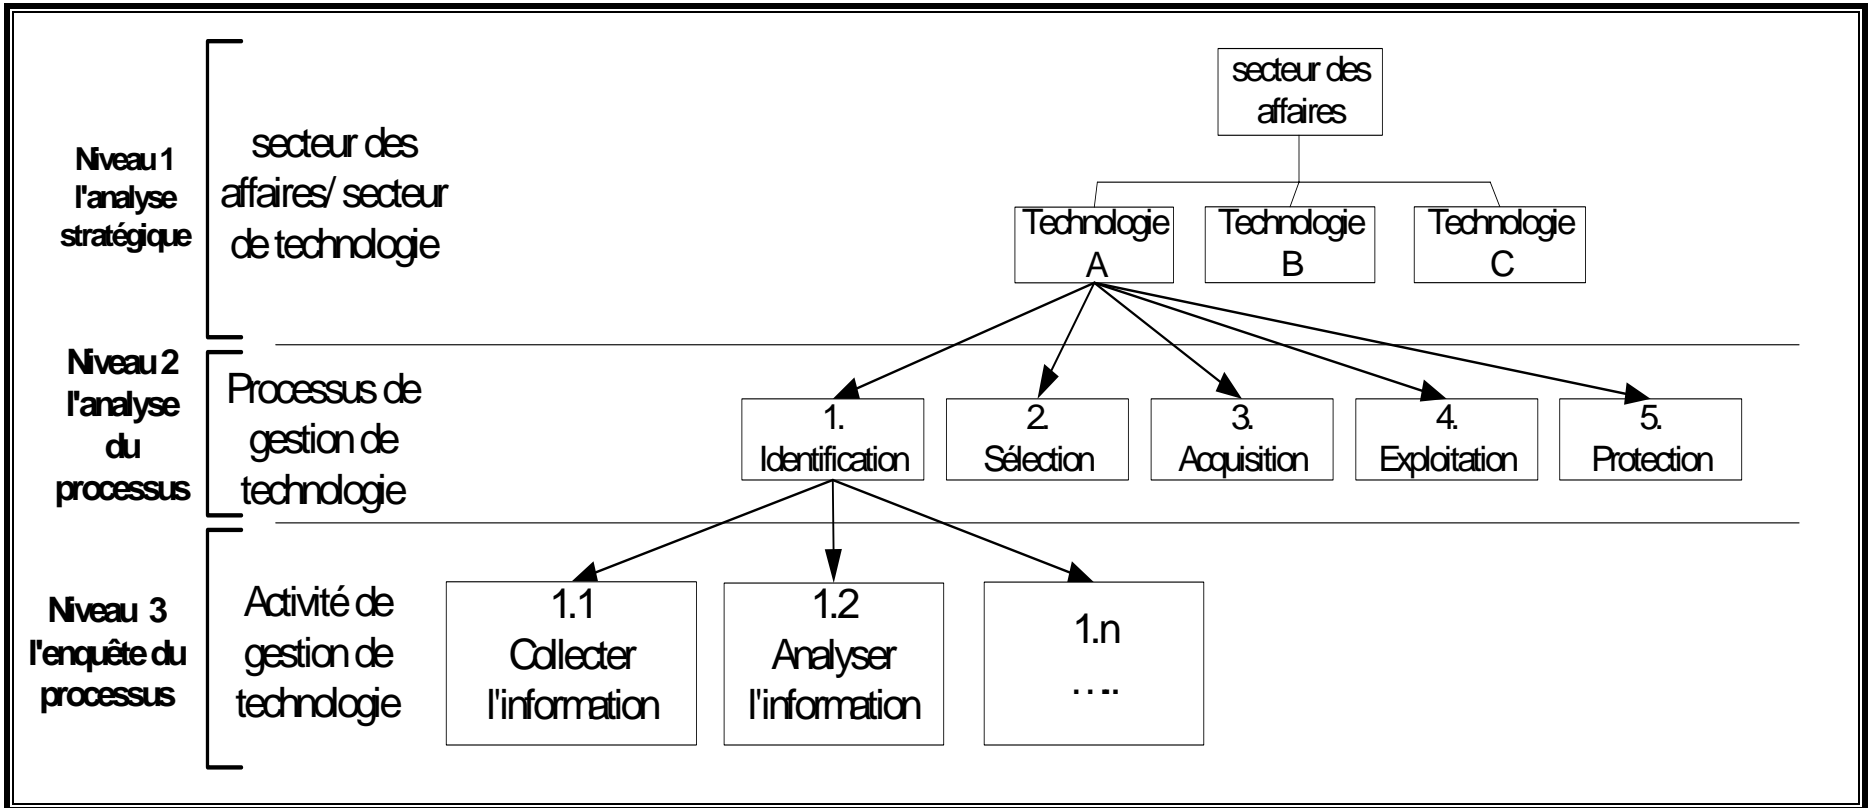 Niveau 1
l'analyse
stratégique
secteur des
affaires/ secteur
de technologie
secteur des
affaires
Technologie
A
Technologie
B
Technologie
C
Niveau 2
l'analyse
du
processus
Processus de
gestion de
technologie
1.
Identification
2.
Sélection
3.
Acquisition
4.
Exploitation
5.
Protection
Niveau 3
l'enquête du
processus
Activité de
gestion de
technologie
1.1
Collecter
l'information
1.2
Analyser
l'information
1.n
.....